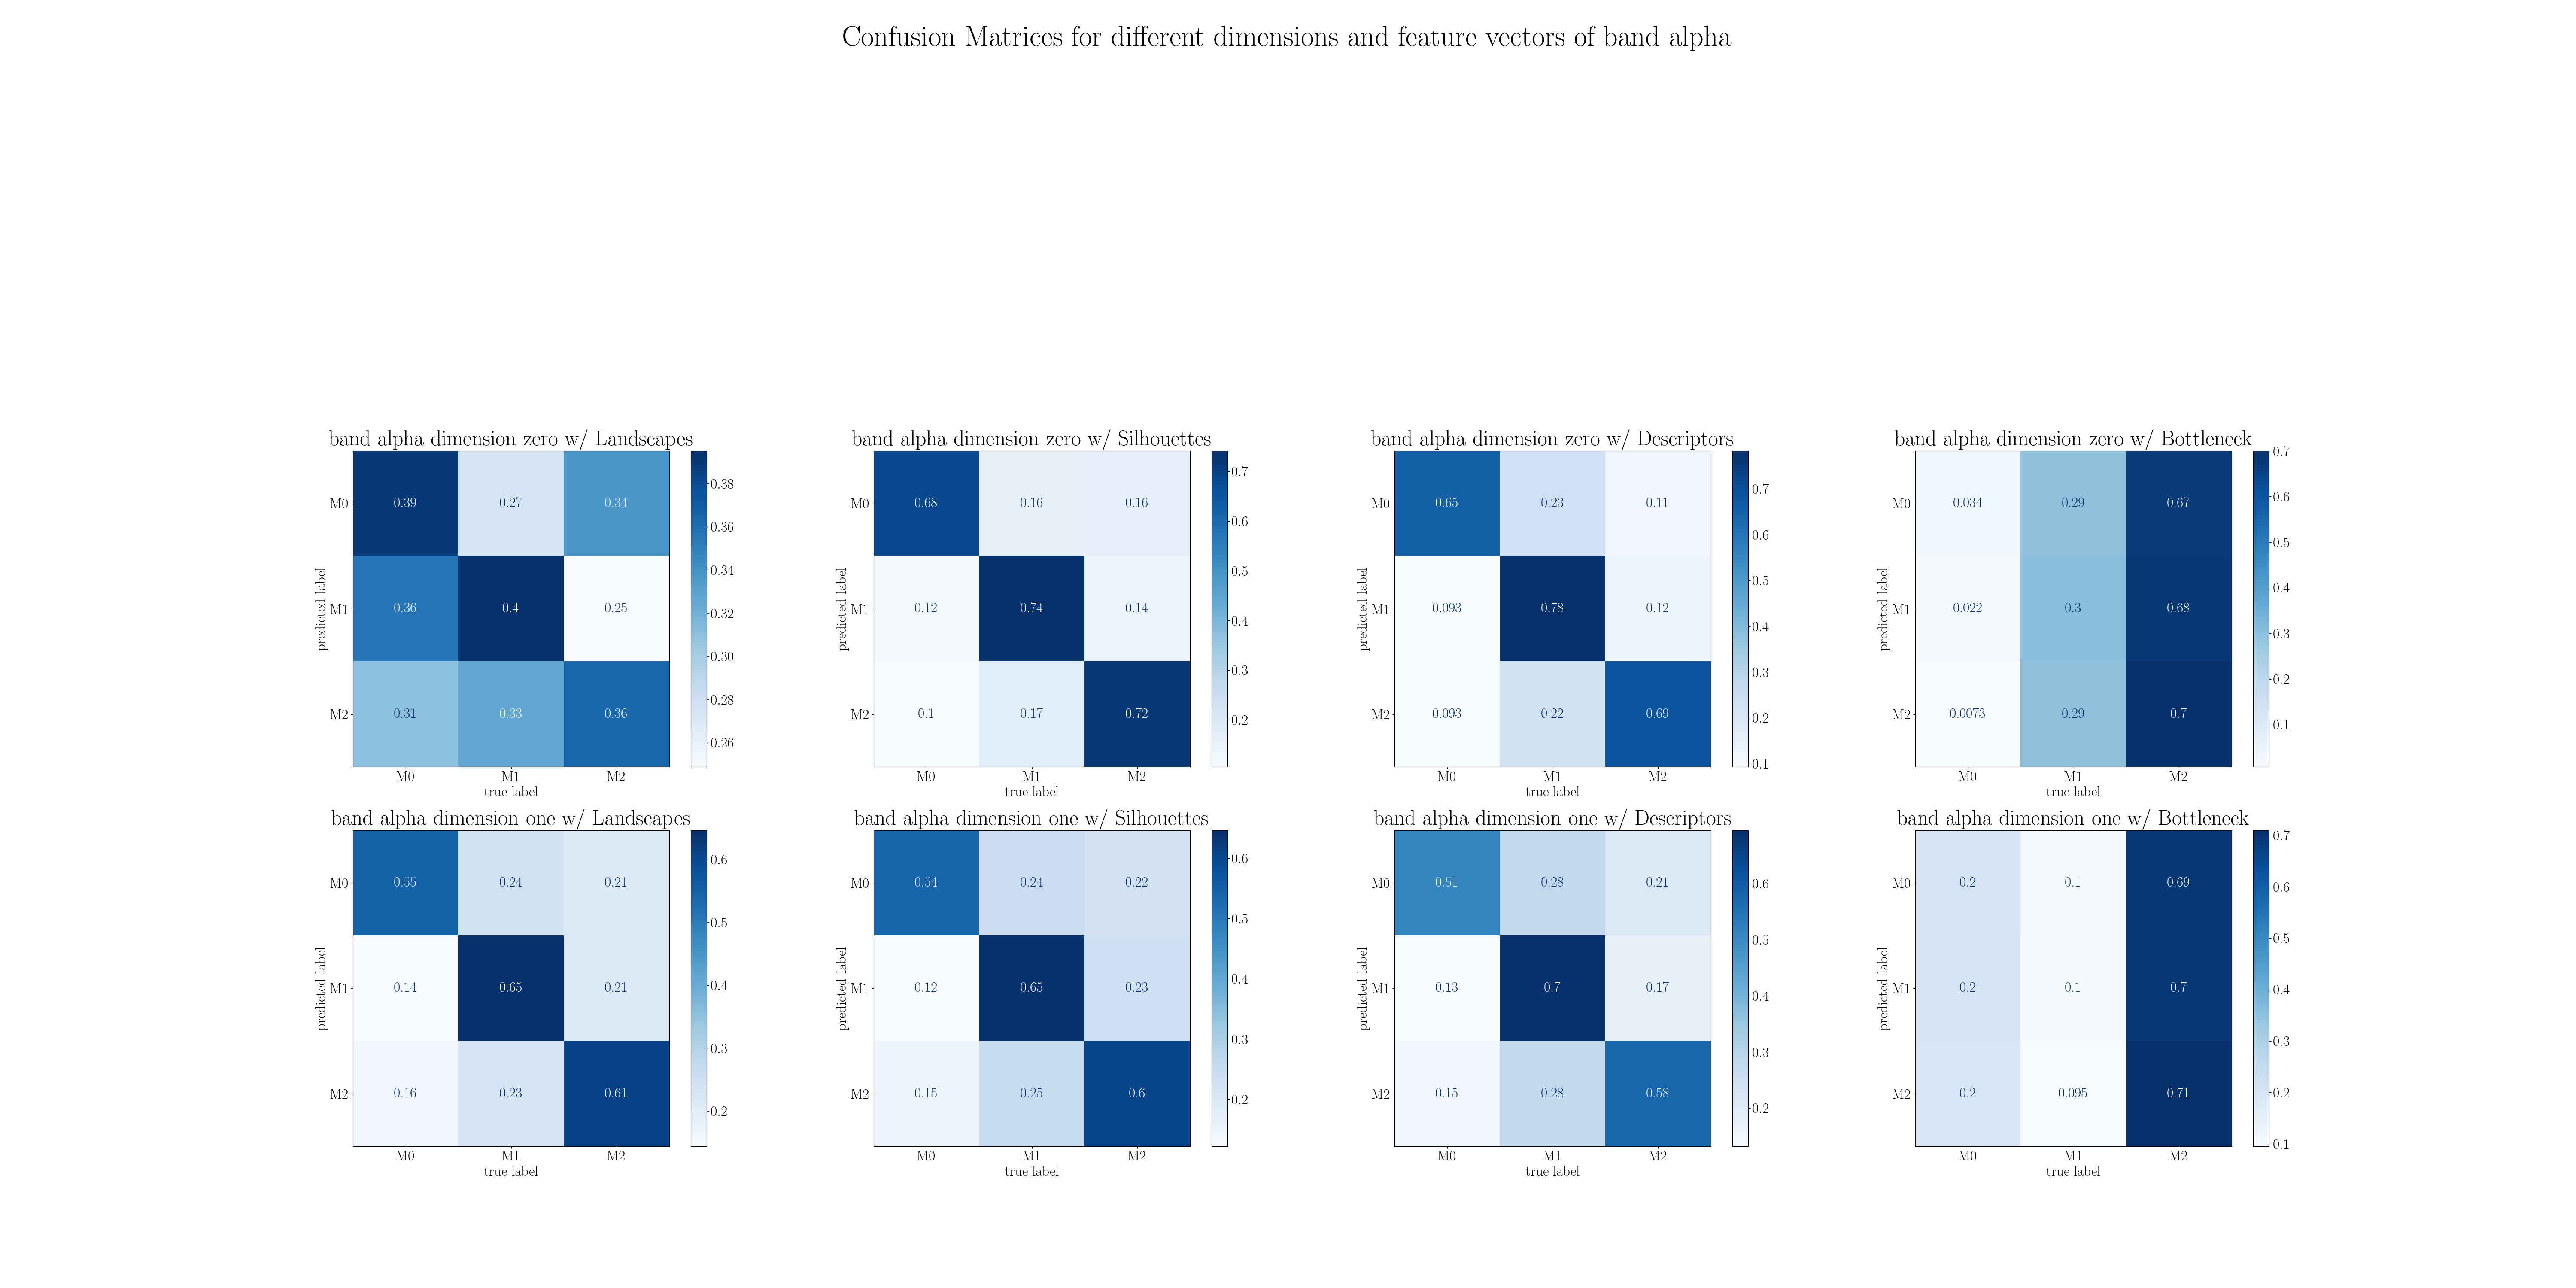 Confusion Matrices for different dimensions and feature vectors of band alpha
band alpha dimension zero w/ Landscapes
predicted label
M0
M1
M2
0.39 0.27 0.34
0.36 0.4 0.25
0.31 0.33 0.36
M0 M1 M2
true label
0.38
0.36
0.34
0.32
0.30
0.28
0.26
band alpha dimension zero w/ Silhouettes
predicted label
M0
M1
M2
0.68 0.16 0.16
0.12 0.74 0.14
0.1 0.17 0.72
M0 M1 M2
true label
0.7
0.6
0.5
0.4
0.3
0.2
band alpha dimension zero w/ Descriptors
predicted label
M0
M1
M2
0.65 0.23 0.11
0.093 0.78 0.12
0.093 0.22 0.69
M0 M1 M2
true label
0.7
0.6
0.5
0.4
0.3
0.2
0.1
band alpha dimension zero w/ Bottleneck
predicted label
M0
M1
M2
0.034 0.29 0.67
0.022 0.3 0.68
0.0073 0.29 0.7
M0 M1 M2
true label
0.7
0.6
0.5
0.4
0.3
0.2
0.1
band alpha dimension one w/ Landscapes
predicted label
M0
M1
M2
0.55 0.24 0.21
0.14 0.65 0.21
0.16 0.23 0.61
M0 M1 M2
true label
0.6
0.5
0.4
0.3
0.2
band alpha dimension one w/ Silhouettes
predicted label
M0
M1
M2
0.54 0.24 0.22
0.12 0.65 0.23
0.15 0.25 0.6
M0 M1 M2
true label
0.6
0.5
0.4
0.3
0.2
band alpha dimension one w/ Descriptors
predicted label
M0
M1
M2
0.51 0.28 0.21
0.13 0.7 0.17
0.15 0.28 0.58
M0 M1 M2
true label
0.6
0.5
0.4
0.3
0.2
band alpha dimension one w/ Bottleneck
predicted label
M0
M1
M2
0.2 0.1 0.69
0.2 0.1 0.7
0.2 0.095 0.71
M0 M1 M2
true label
0.7
0.6
0.5
0.4
0.3
0.2
0.1